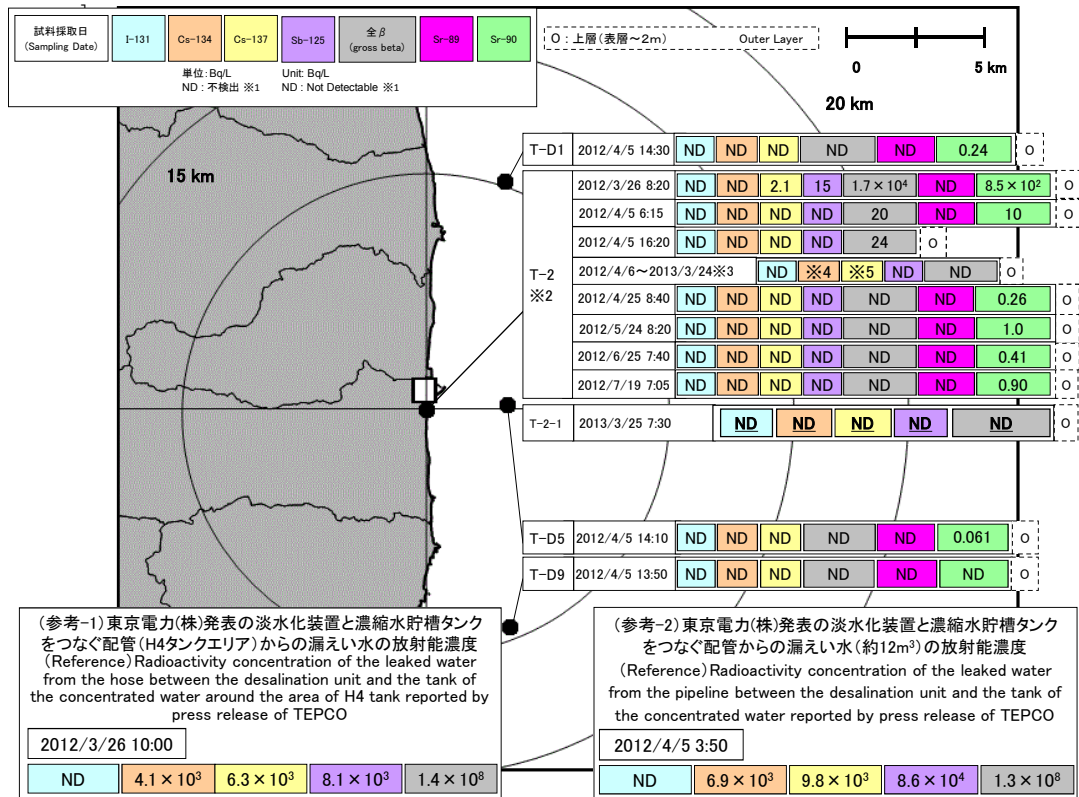 試料採取日
(Sampling Date)
I-131
Cs-134
Cs-137
Sb-125
全β
(gross beta)
Sr-89
Sr-90
単位: Bq/L Unit: Bq/L
ND : 不検出 ※1 ND : Not Detectable ※1
O : 上層(表層~2m) Outer Layer
0 5 km
20 km
15 km
T-D1 2012/4/5 14:30 ND ND ND ND ND 0.24 O
T-2
※2
2012/3/26 8:20 ND ND 2.1 15 1.7 × 10⁴ ND 8.5 × 10² O
2012/4/5 6:15 ND ND ND ND 20 ND 10 O
2012/4/5 16:20 ND ND ND ND 24 O
2012/4/6~2013/3/24※3 ND ※4 ※5 ND ND O
2012/4/25 8:40 ND ND ND ND ND ND 0.26 O
2012/5/24 8:20 ND ND ND ND ND ND 1.0 O
2012/6/25 7:40 ND ND ND ND ND ND 0.41 O
2012/7/19 7:05 ND ND ND ND ND ND 0.90 O
T-2-1 2013/3/25 7:30 ND ND ND ND ND O
T-D5 2012/4/5 14:10 ND ND ND ND ND 0.061 O
T-D9 2012/4/5 13:50 ND ND ND ND ND ND O
(参考-1)東京電力(株)発表の淡水化装置と濃縮水貯槽タンク
をつなぐ配管(H4タンクエリア)からの漏えい水の放射能濃度
(Reference) Radioactivity concentration of the leaked water
from the hose between the desalination unit and the tank of
the concentrated water around the area of H4 tank reported by
press release of TEPCO
2012/3/26 10:00
ND 4.1 × 10³ 6.3 × 10³ 8.1 × 10³ 1.4 × 10⁸
(参考-2)東京電力(株)発表の淡水化装置と濃縮水貯槽タンク
をつなぐ配管からの漏えい水(約12m³)の放射能濃度
(Reference) Radioactivity concentration of the leaked water
from the pipeline between the desalination unit and the tank of
the concentrated water reported by press release of TEPCO
2012/4/5 3:50
ND 6.9 × 10³ 9.8 × 10³ 8.6 × 10⁴ 1.3 × 10⁸